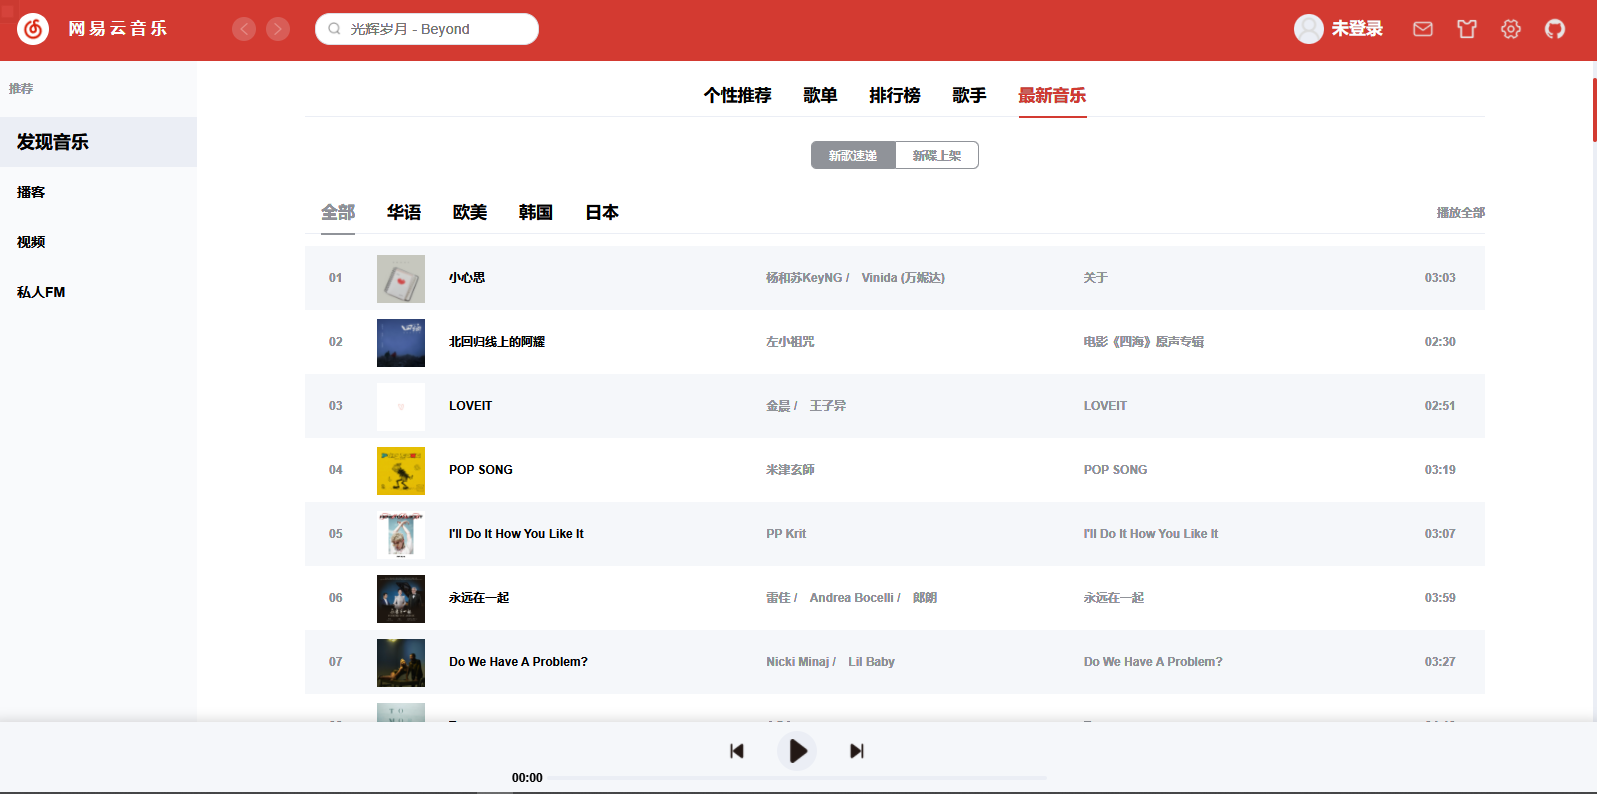 网易云音乐
光辉岁月 - Beyond
未登录
推荐
发现音乐
播客
视频
私人FM
个性推荐 歌单 排行榜 歌手 最新音乐
新歌速递 新碟上架
全部 华语 欧美 韩国 日本 播放全部
01 小心思 杨和苏KeyNG / Vinida (万妮达) 关于 03:03
02 北回归线上的阿耀 左小祖咒 电影《四海》原声专辑 02:30
03 LOVEIT 金晨 / 王子异 LOVEIT 02:51
04 POP SONG 米津玄師 POP SONG 03:19
05 I'll Do It How You Like It PP Krit I'll Do It How You Like It 03:07
06 永远在一起 雷佳 / Andrea Bocelli / 郎朗 永远在一起 03:59
07 Do We Have A Problem? Nicki Minaj / Lil Baby Do We Have A Problem? 03:27
00:00